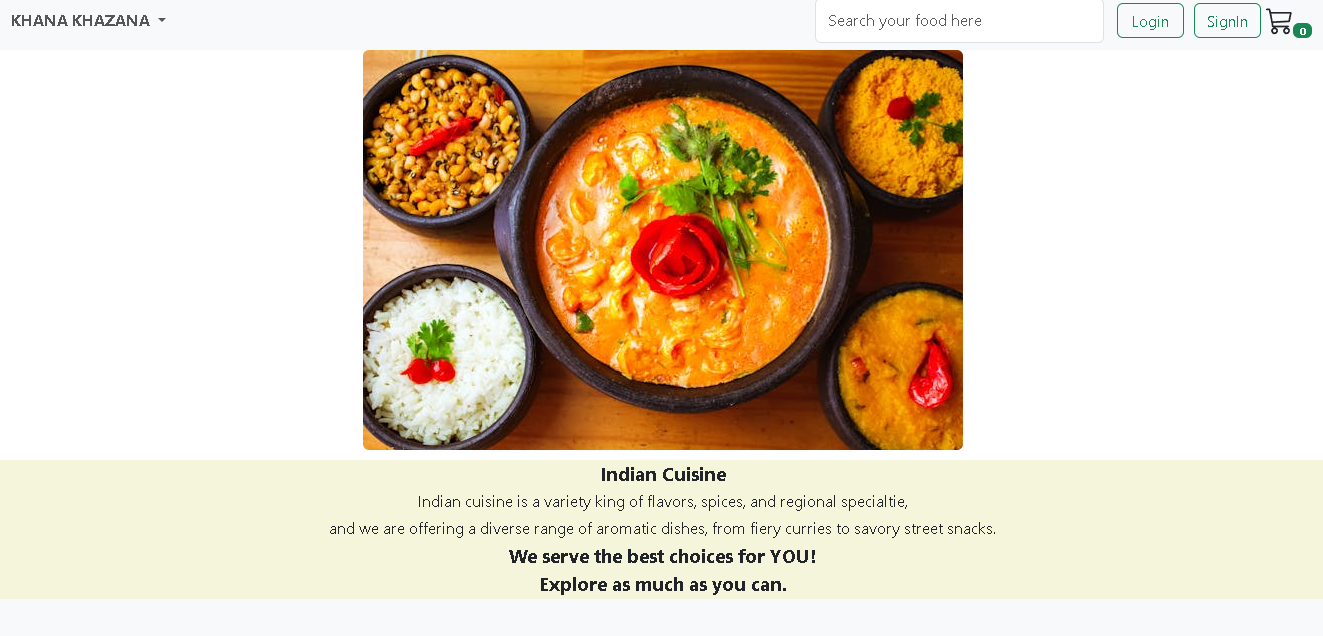 KHANA KHAZANA
Search your food here
Login
SignIn
0
Indian Cuisine
Indian cuisine is a variety king of flavors, spices, and regional specialtie,
and we are offering a diverse range of aromatic dishes, from fiery curries to savory street snacks.
We serve the best choices for YOU!
Explore as much as you can.